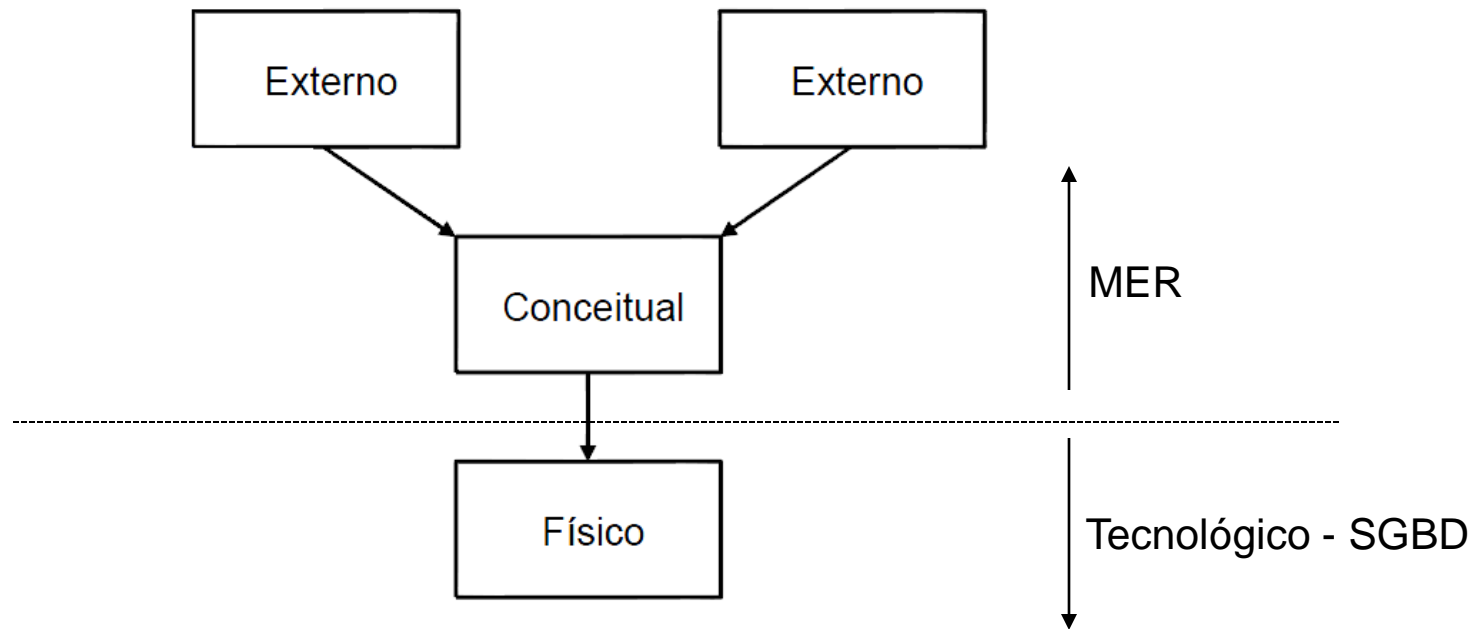 Externo
Externo
MER
Conceitual
Físico
Tecnológico - SGBD